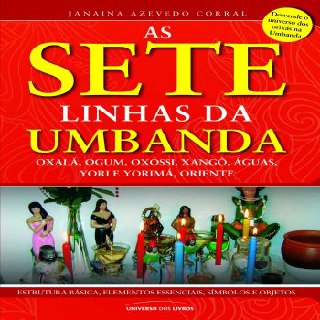 JANAINA AZEVEDO CORRAL
AS
SETE
LINHAS DA
UMBANDA
Desvende o
universo dos
orixás na
Umbanda
OXALÁ, OGUM, OXÓSSI, XANGÔ, ÁGUAS,
YORI E YORIMÁ, ORIENTE
ESTRUTURA BÁSICA, ELEMENTOS ESSENCIAIS, SÍMBOLOS E OBJETOS
UNIVERSO DOS LIVROS